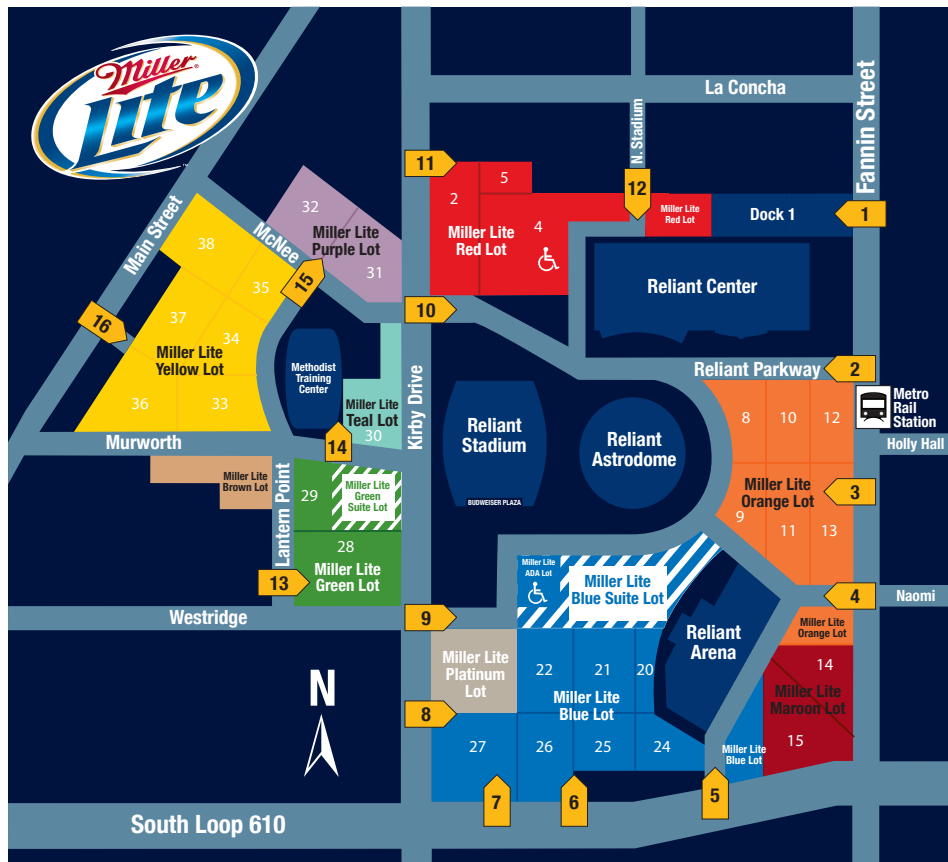 Miller
Lite
La Concha
N. Stadium
Fannin Street
11
5
2
12
1
Miller Lite
Red Lot
4
Miller Lite
Red Lot
Dock 1
32
Miller Lite
Purple Lot
31
Main Street
McNee
38
35
15
37
34
16
Miller Lite
Yellow Lot
36
33
10
Reliant Center
Reliant Parkway
2
Metro
Rail
Station
Holly Hall
Methodist
Training
Center
Miller Lite
Teal Lot
30
Kirby Drive
Reliant
Stadium
BUDWEISER PLAZA
Reliant
Astrodome
8
10
12
Miller Lite
Orange Lot
3
9
11
13
Murworth
14
Miller Lite
Brown Lot
Lantern Point
29
Miller Lite
Green
Suite Lot
28
Miller Lite
Green Lot
13
Westridge
9
Miller Lite
ADA Lot
Miller Lite
Blue Suite Lot
4
Naomi
Miller Lite
Orange Lot
Reliant
Arena
Miller Lite
Platinum
Lot
22
21
20
Miller Lite
Blue Lot
14
Miller Lite
Maroon Lot
15
N
8
27
26
25
24
Miller Lite
Blue Lot
7
6
5
South Loop 610